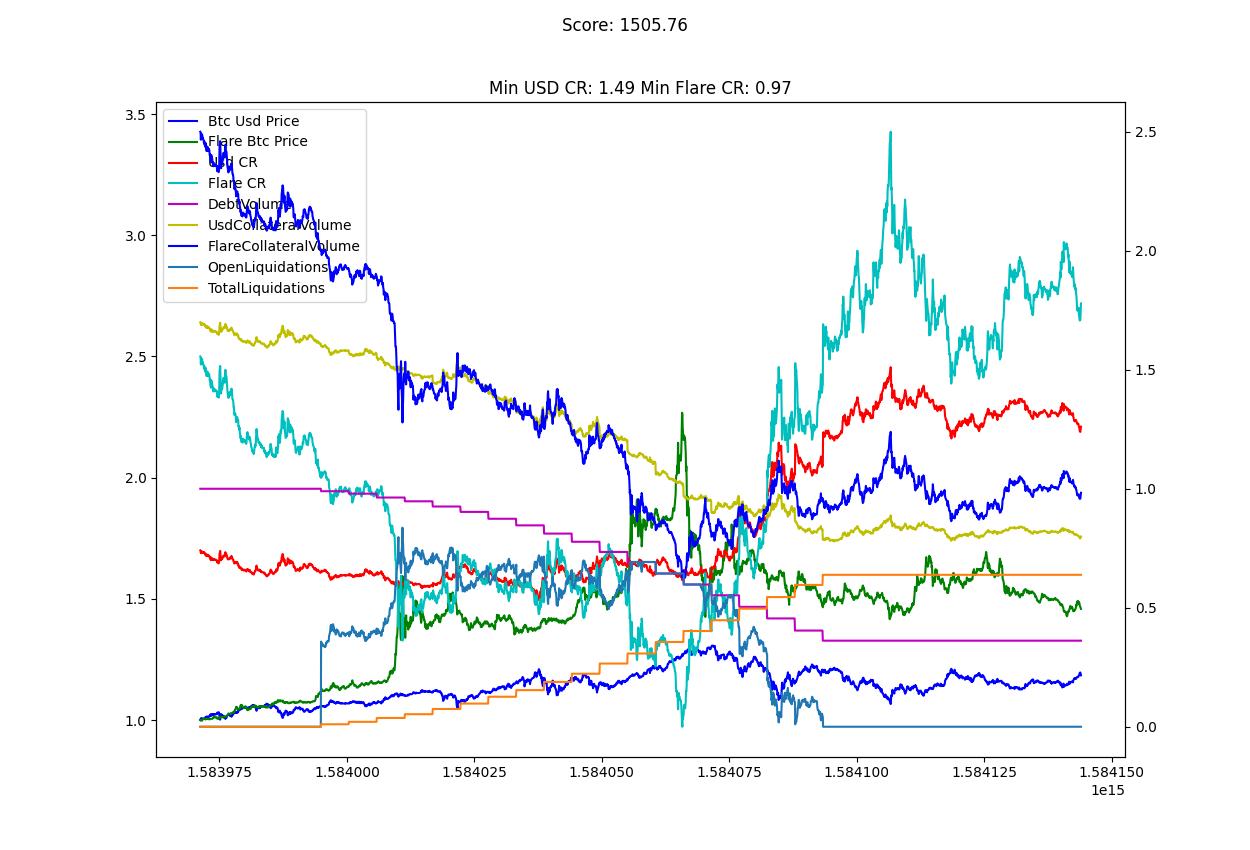 Score: 1505.76
Min USD CR: 1.49 Min Flare CR: 0.97
Btc Usd Price
Flare Btc Price
Usd CR
Flare CR
DebtVolume
UsdCollateralVolume
FlareCollateralVolume
OpenLiquidations
TotalLiquidations
3.5
3.0
2.5
2.0
1.5
1.0
2.5
2.0
1.5
1.0
0.5
0.0
1.583975
1.584000
1.584025
1.584050
1.584075
1.584100
1.584125
1.584150
1e15